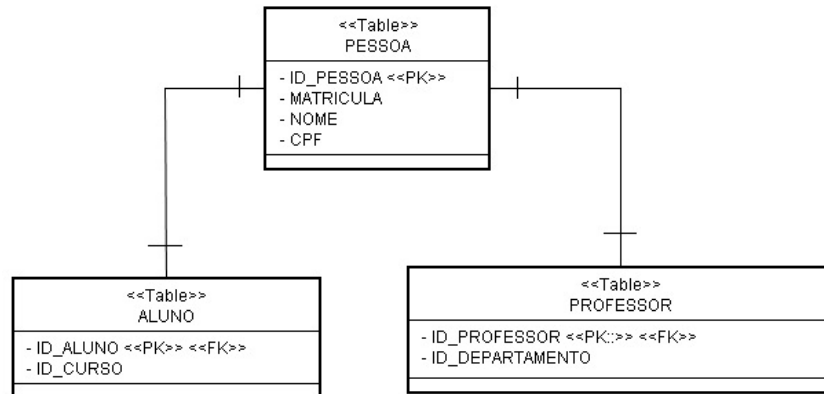 <<Table>>
PESSOA
- ID_PESSOA <<PK>>
- MATRICULA
- NOME
- CPF
<<Table>>
ALUNO
- ID_ALUNO <<PK>> <<FK>>
- ID_CURSO
<<Table>>
PROFESSOR
- ID_PROFESSOR <<PK::>> <<FK>>
- ID_DEPARTAMENTO